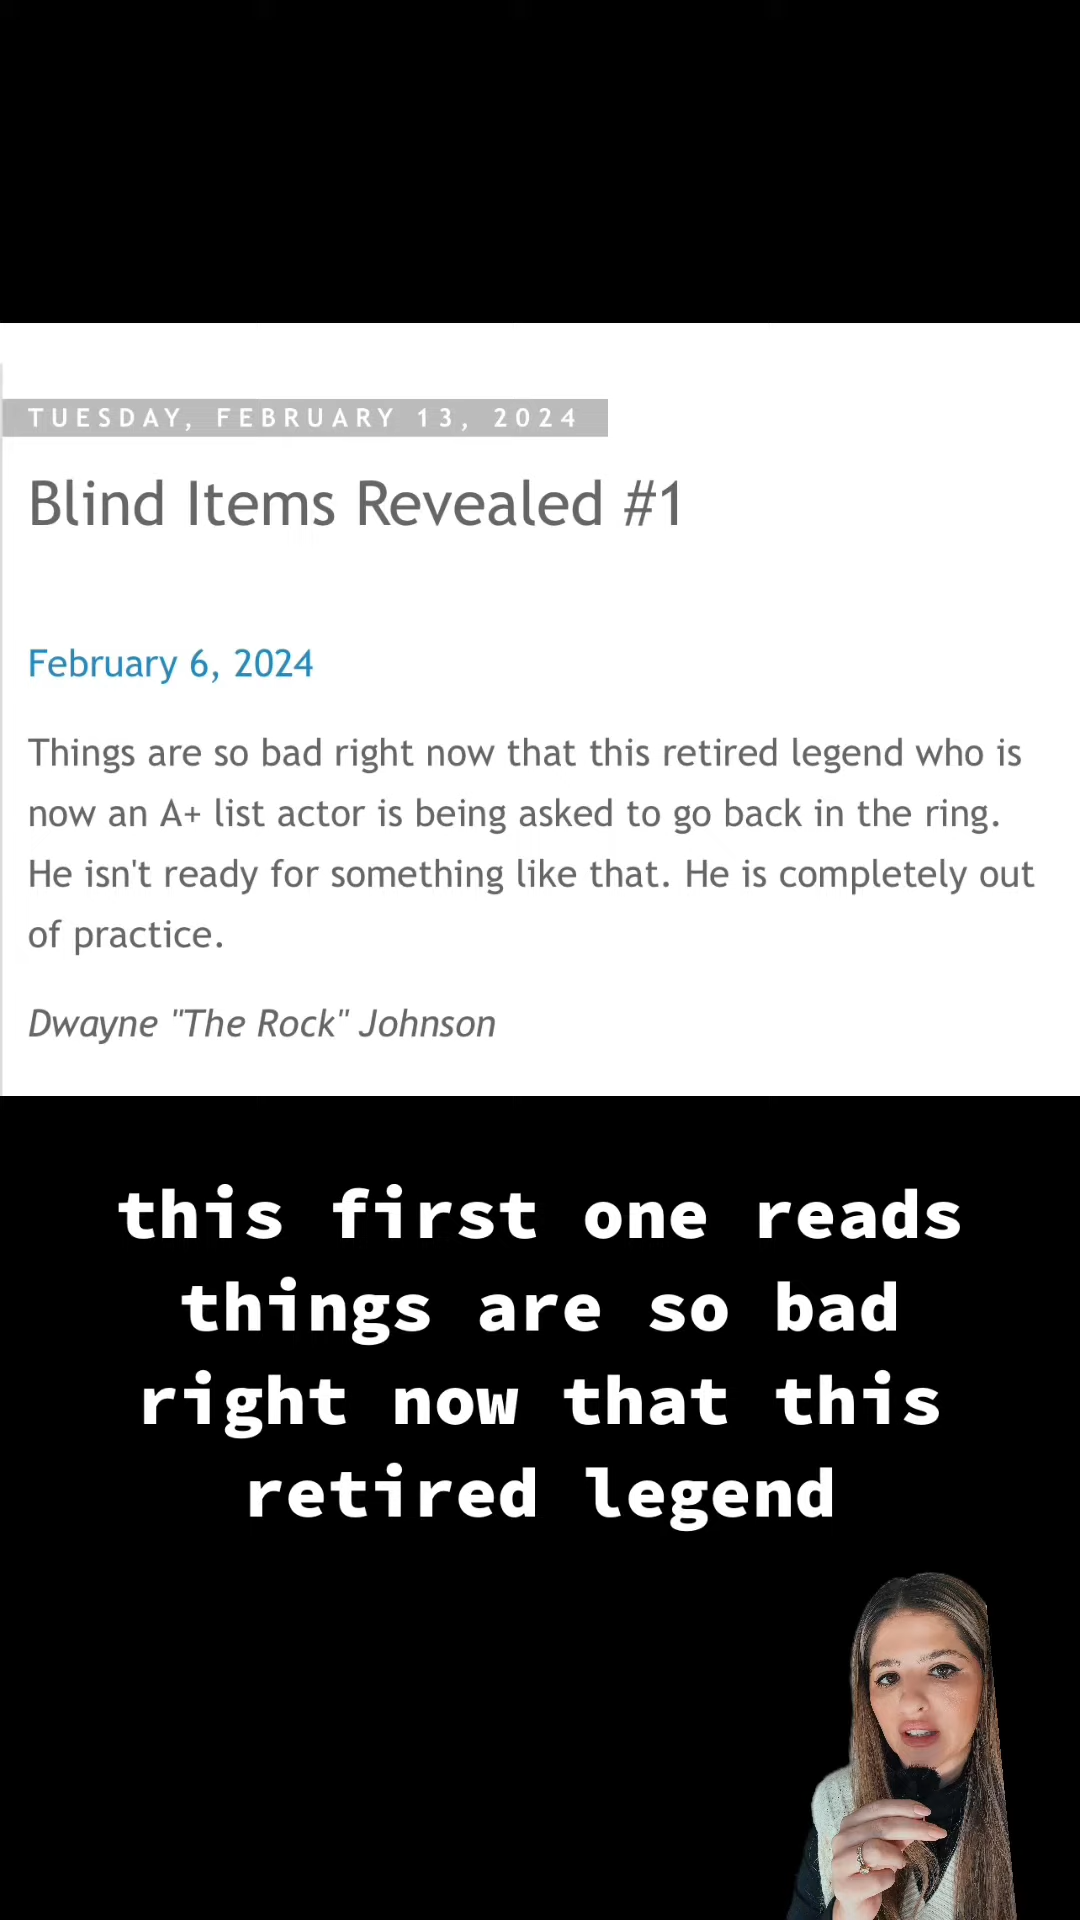 TUESDAY, FEBRUARY 13, 2024
Blind Items Revealed #1
February 6, 2024
Things are so bad right now that this retired legend who is
now an A+ list actor is being asked to go back in the ring.
He isn't ready for something like that. He is completely out
of practice.
Dwayne "The Rock" Johnson
this first one reads
things are so bad
right now that this
retired legend